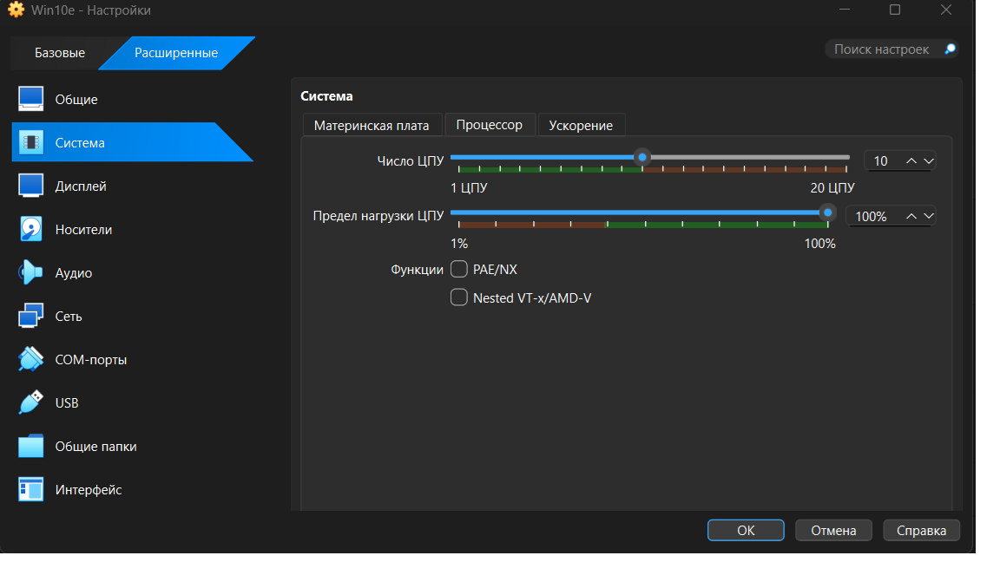 Win10e - Настройки
Базовые
Расширенные
Поиск настроек
Общие
Система
Дисплей
Носители
Аудио
Сеть
COM-порты
USB
Общие папки
Интерфейс
Система
Материнская плата
Процессор
Ускорение
Число ЦПУ
10
1 ЦПУ
20 ЦПУ
Предел нагрузки ЦПУ
100%
1%
100%
Функции
PAE/NX
Nested VT-x/AMD-V
OK
Отмена
Справка